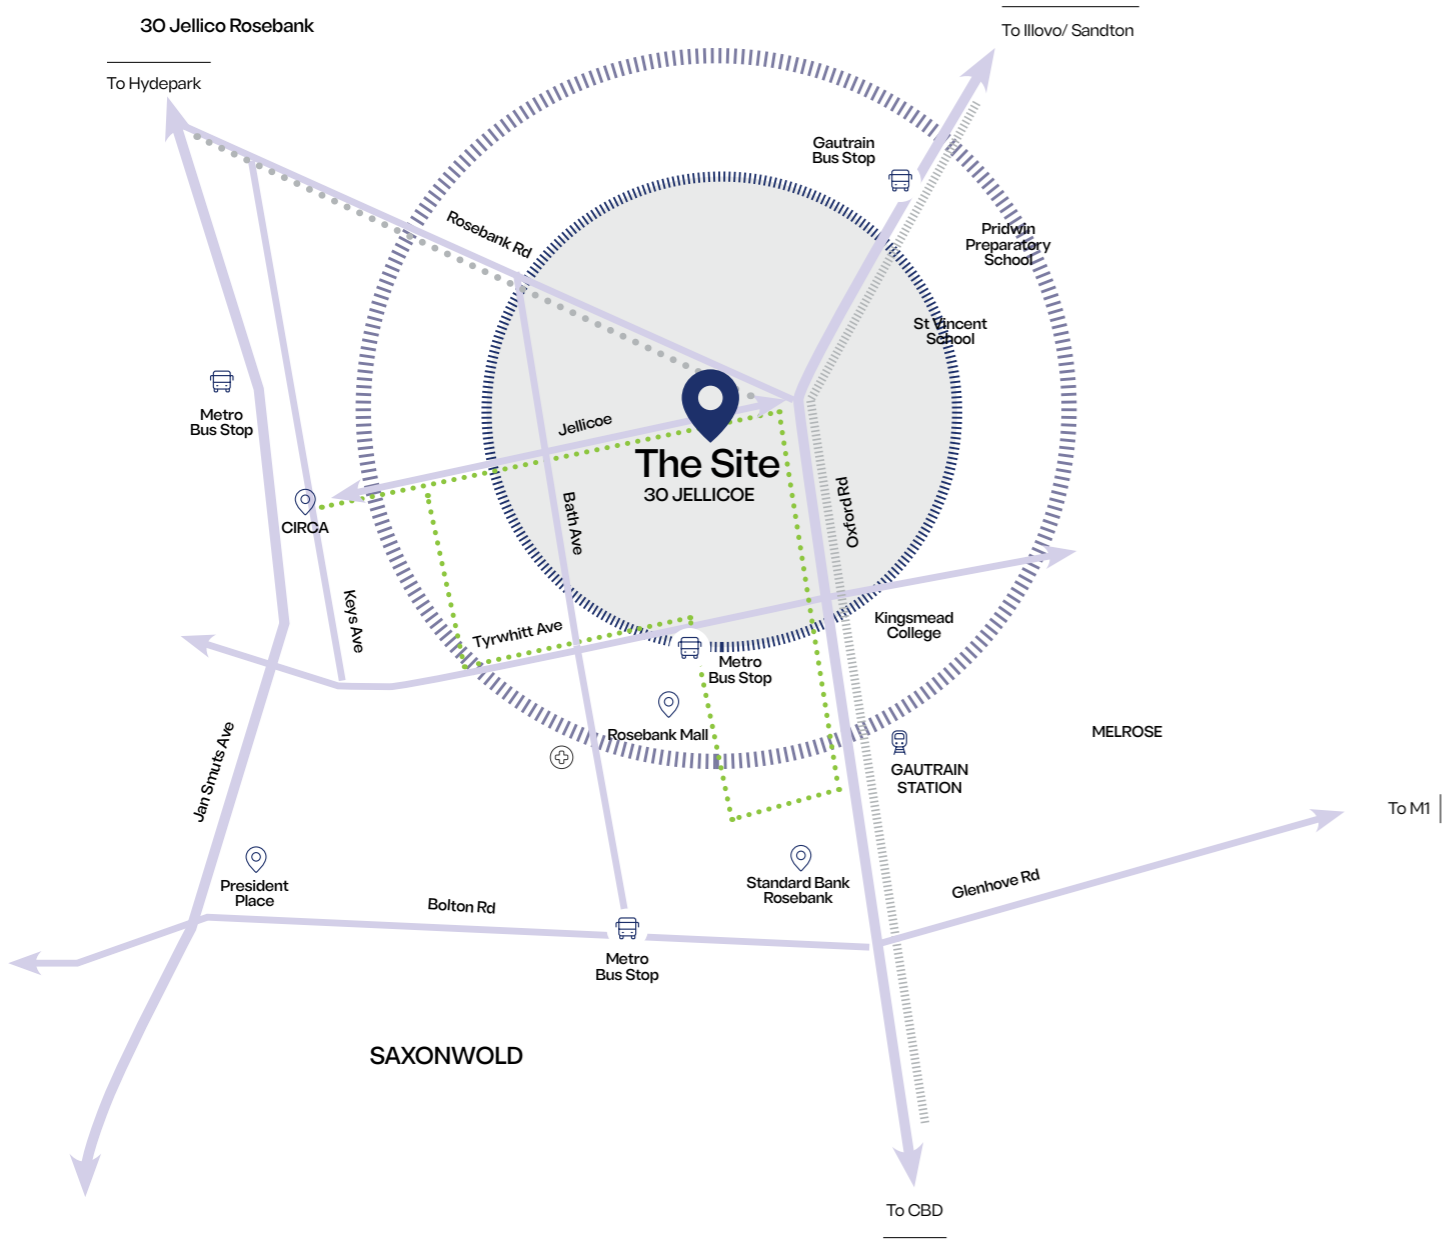 30 Jellico Rosebank
To Illovo/ Sandton
To Hydepark
Gautrain
Bus Stop
Rosebank Rd
Pridwin
Preparatory
School
St Vincent
School
Metro
Bus Stop
Jellicoe
The Site
30 JELLICOE
CIRCA
Bath Ave
Oxford Rd
Keys Ave
Tyrwhitt Ave
Kingsmead
College
Metro
Bus Stop
Rosebank Mall
MELROSE
Jan Smuts Ave
GAUTRAIN
STATION
To M1
President
Place
Standard Bank
Rosebank
Glenhove Rd
Bolton Rd
Metro
Bus Stop
SAXONWOLD
To CBD